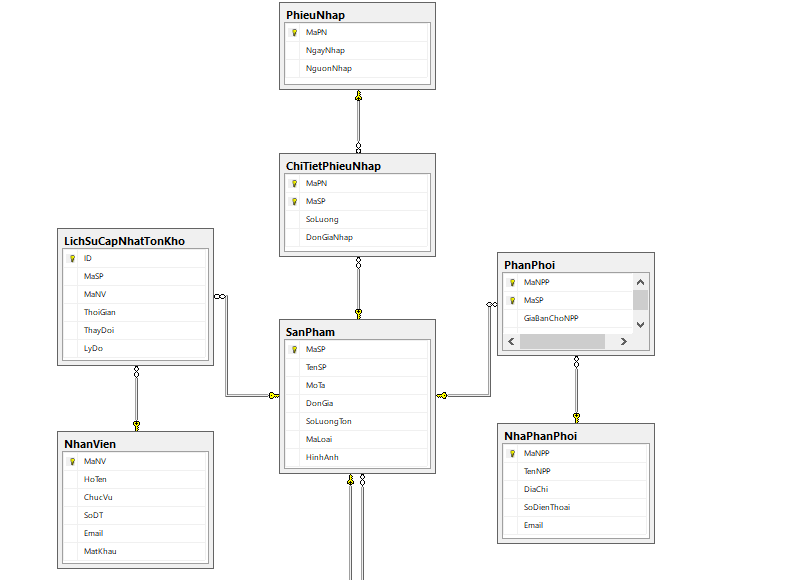 PhieuNhap
MaPN
NgayNhap
NguonNhap
ChiTietPhieuNhap
MaPN
MaSP
SoLuong
DonGiaNhap
LichSuCapNhatTonKho
ID
MaSP
MaNV
ThoiGian
ThayDoi
LyDo
PhanPhoi
MaNPP
MaSP
GiaBanChoNPP
SanPham
MaSP
TenSP
MoTa
DonGia
SoLuongTon
MaLoai
HinhAnh
NhanVien
MaNV
HoTen
ChucVu
SoDT
Email
MatKhau
NhaPhanPhoi
MaNPP
TenNPP
DiaChi
SoDienThoai
Email